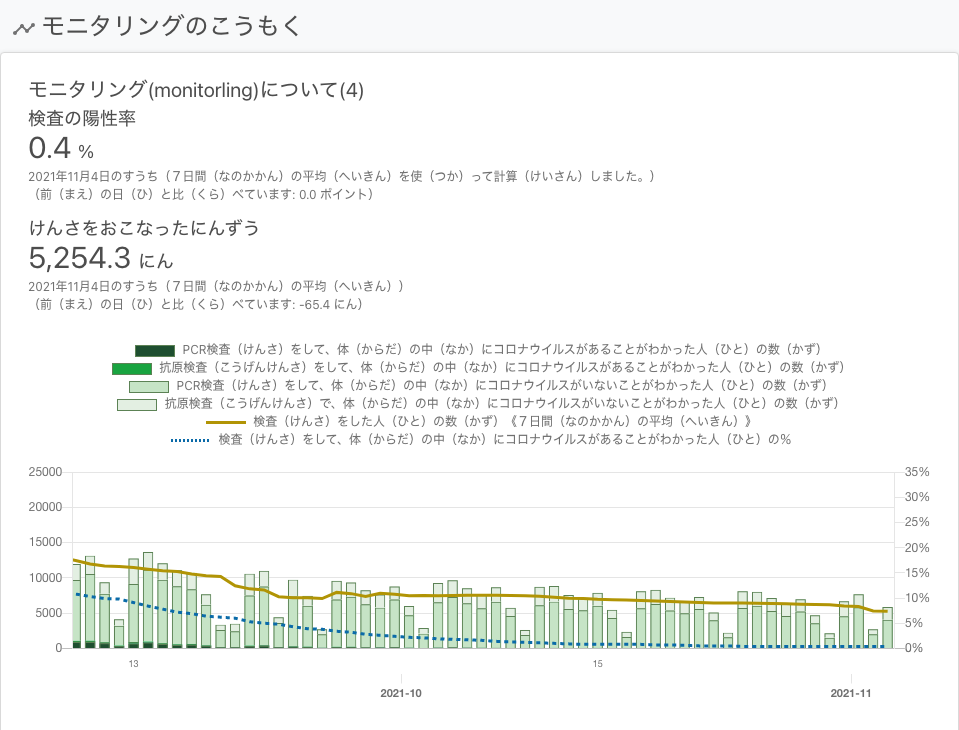 モニタリングのこうもく
モニタリング(monitorling)について(4)
検査の陽性率
0.4 %
2021年11月4日のすうち（７日間（なのかかん）の平均（へいきん）を使（つか）って計算（けいさん）しました。）
（前（まえ）の日（ひ）と比（くら）べています: 0.0 ポイント）
けんさをおこなったにんずう
5,254.3 にん
2021年11月4日のすうち（７日間（なのかかん）の平均（へいきん））
（前（まえ）の日（ひ）と比（くら）べています: -65.4 にん）
PCR検査（けんさ）をして、体（からだ）の中（なか）にコロナウイルスがあることがわかった人（ひと）の数（かず）
抗原検査（こうげんけんさ）をして、体（からだ）の中（なか）にコロナウイルスがあることがわかった人（ひと）の数（かず）
PCR検査（けんさ）をして、体（からだ）の中（なか）にコロナウイルスがいないことがわかった人（ひと）の数（かず）
抗原検査（こうげんけんさ）で、体（からだ）の中（なか）にコロナウイルスがいないことがわかった人（ひと）の数（かず）
検査（けんさ）をした人（ひと）の数（かず）《７日間（なのかかん）の平均（へいきん）》
検査（けんさ）をして、体（からだ）の中（なか）にコロナウイルスがあることがわかった人（ひと）の％
25000 35%
20000 30%
25%
15000 20%
10000 15%
10%
5000 5%
0 0%
13 15
2021-10 2021-11